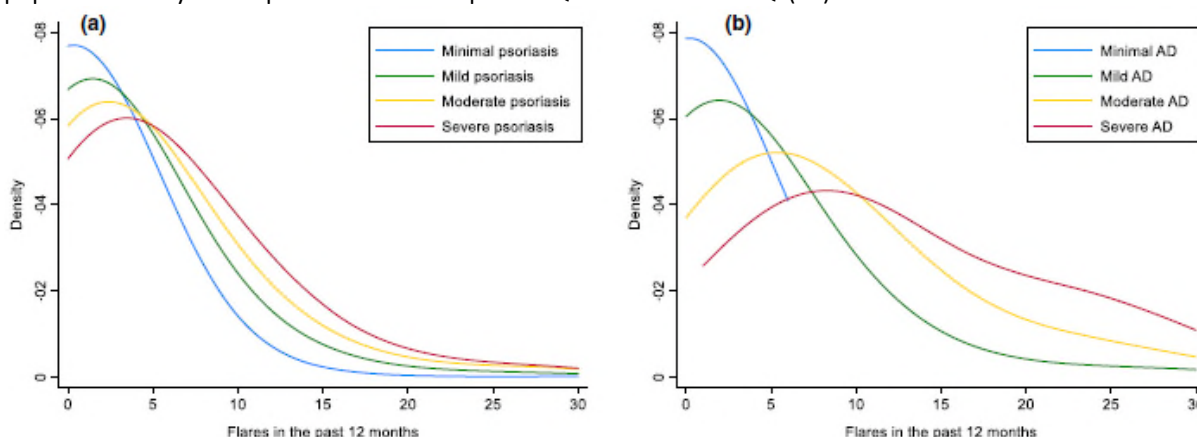 (a)
Minimal psoriasis
Mild psoriasis
Moderate psoriasis
Severe psoriasis
-08
-06
-04
-02
0
Density
0 5 10 15 20 25 30
Flares in the past 12 months
(b)
Minimal AD
Mild AD
Moderate AD
Severe AD
-08
-06
-04
-02
0
Density
0 5 10 15 20 25 30
Flares in the past 12 months